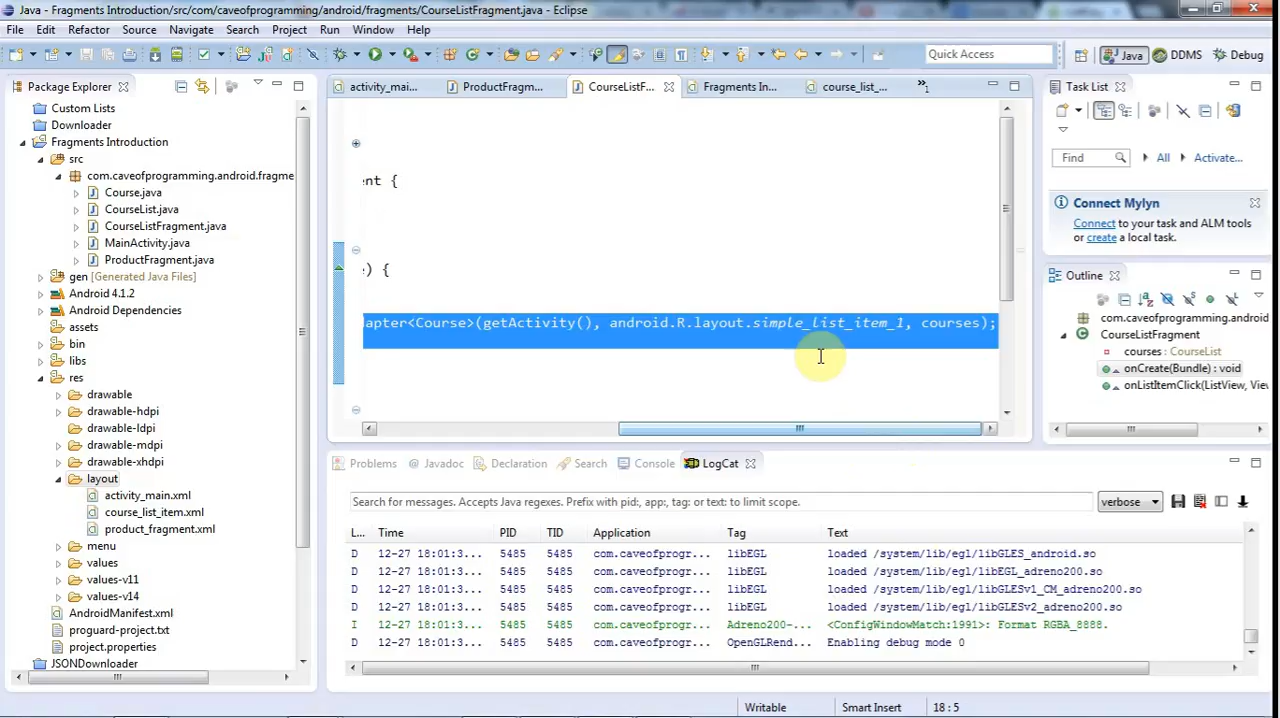 Java - Fragments Introduction/src/com/caveofprogramming/android/fragments/CourseListFragment.java - Eclipse
File Edit Refactor Source Navigate Search Project Run Window Help
Quick Access
Java
DDMS
Debug
Package Explorer
Custom Lists
Downloader
Fragments Introduction
src
com.caveofprogramming.android.fragme
Course.java
CourseList.java
CourseListFragment.java
MainActivity.java
ProductFragment.java
gen [Generated Java Files]
Android 4.1.2
Android Dependencies
assets
bin
libs
res
drawable
drawable-hdpi
drawable-ldpi
drawable-mdpi
drawable-xhdpi
layout
activity_main.xml
course_list_item.xml
product_fragment.xml
menu
values
values-v11
values-v14
AndroidManifest.xml
proguard-project.txt
project.properties
JSONDownloader
activity_mai... ProductFragm... CourseListF... Fragments In... course_list_... »1
ent {
e) {
dapter<Course>(getActivity(), android.R.layout.simple_list_item_1, courses);
Task List
Find All Activate...
Connect Mylyn
Connect to your task and ALM tools
or create a local task.
Outline
com.caveofprogramming.android
CourseListFragment
courses : CourseList
onCreate(Bundle) : void
onListItemClick(ListView, View
Problems Javadoc Declaration Search Console LogCat
Search for messages. Accepts Java regexes. Prefix with pid:, app:, tag: or text: to limit scope.
verbose
L... Time PID TID Application Tag Text
D 12-27 18:01:3... 5485 5485 com.caveofprogr... libEGL loaded /system/lib/egl/libGLES_android.so
D 12-27 18:01:3... 5485 5485 com.caveofprogr... libEGL loaded /system/lib/egl/libEGL_adreno200.so
D 12-27 18:01:3... 5485 5485 com.caveofprogr... libEGL loaded /system/lib/egl/libGLESv1_CM_adreno200.so
D 12-27 18:01:3... 5485 5485 com.caveofprogr... libEGL loaded /system/lib/egl/libGLESv2_adreno200.so
I 12-27 18:01:3... 5485 5485 com.caveofprogr... Adreno200-... <ConfigWindowMatch:1991>: Format RGBA_8888.
D 12-27 18:01:3... 5485 5485 com.caveofprogr... OpenGLRend... Enabling debug mode 0
Writable Smart Insert 18 : 5